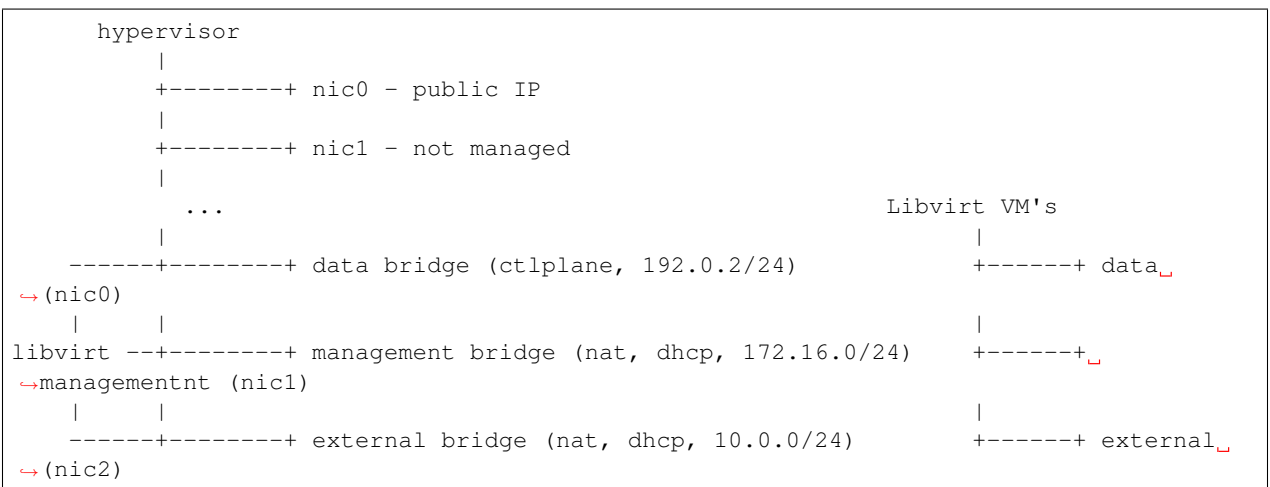 hypervisor
          |
          +--------+ nic0 - public IP
          |
          +--------+ nic1 - not managed
          |
            ...                                            Libvirt VM's
          |                                                      |
    ------+--------+ data bridge (ctlplane, 192.0.2/24)          +------+ data␣
↪(nic0)
    |     |                                                      |
libvirt --+--------+ management bridge (nat, dhcp, 172.16.0/24)  +------+␣
↪managementnt (nic1)
    |     |                                                      |
    ------+--------+ external bridge (nat, dhcp, 10.0.0/24)      +------+ external␣
↪(nic2)